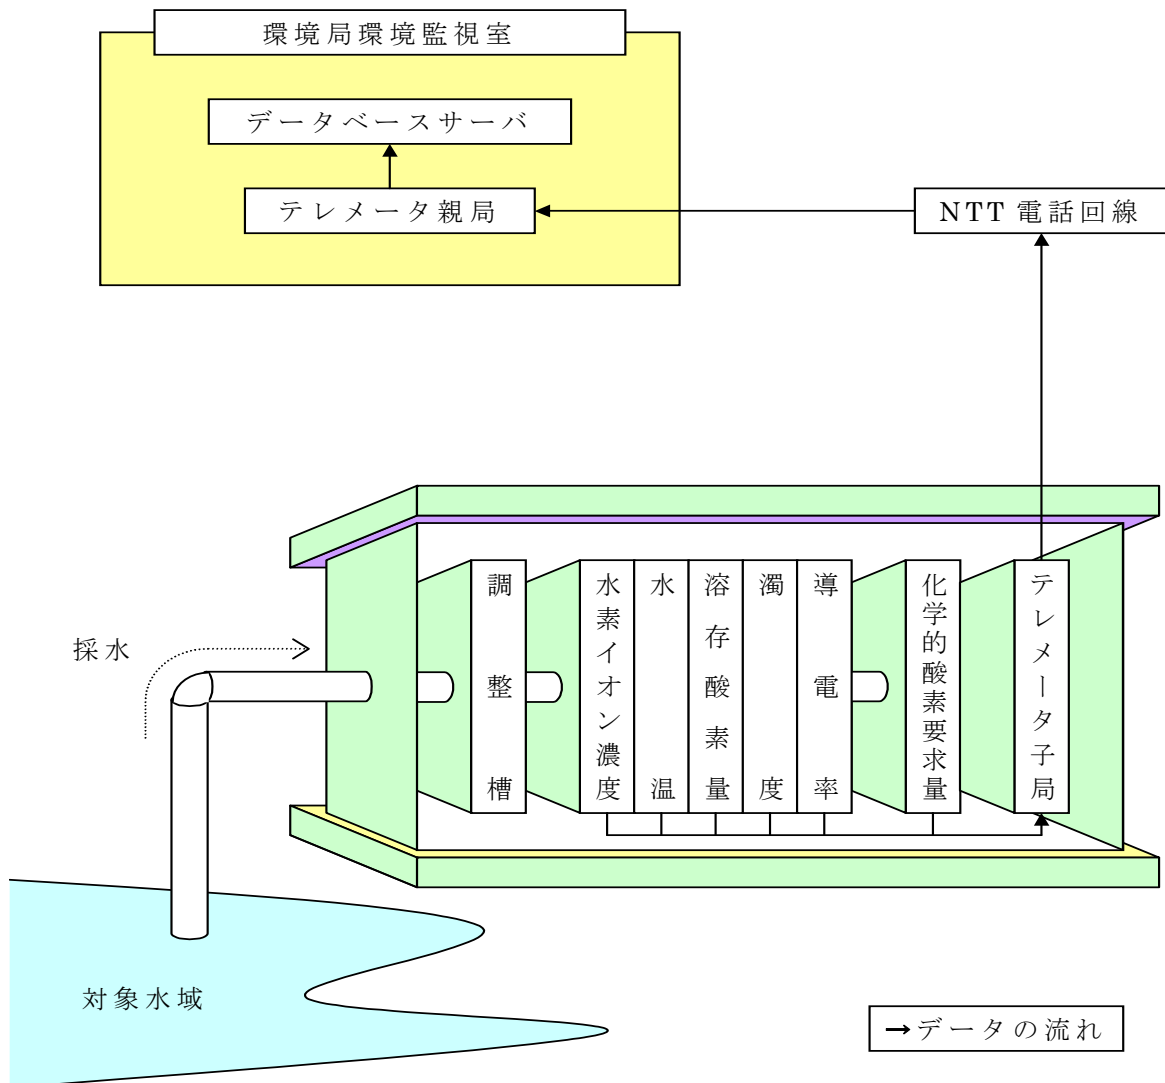 環境局環境監視室
データベースサーバ
テレメータ親局
NTT電話回線
採水
調整槽
水素イオン濃度
水温
溶存酸素量
濁度
導電率
化学的酸素要求量
テレメータ子局
対象水域
→データの流れ